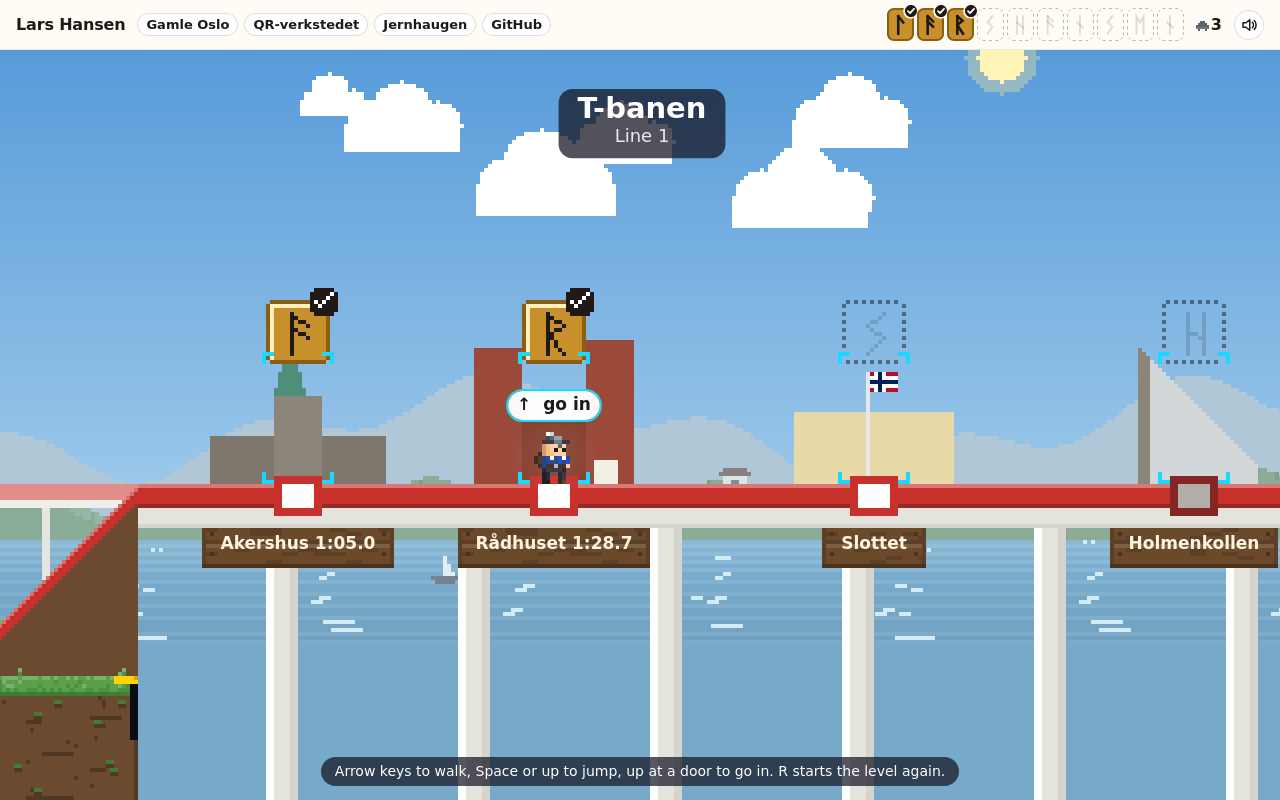 Lars Hansen
Gamle Oslo
QR-verkstedet
Jernhaugen
GitHub
ᛚ ᚨ ᚱ ᛊ ᚺ ᚨ ᚾ ᛊ ᛖ ᚾ
3
T-banen
Line 1
ᚨ ᚱ ᛊ ᚺ
↑ go in
Akershus 1:05.0
Rådhuset 1:28.7
Slottet
Holmenkollen
Arrow keys to walk, Space or up to jump, up at a door to go in. R starts the level again.